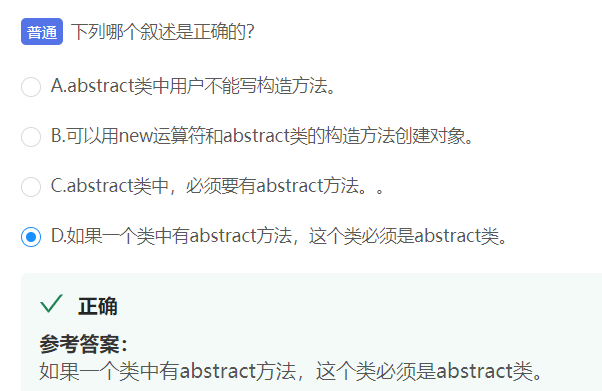 普通 下列哪个叙述是正确的？
A.abstract类中用户不能写构造方法。
B.可以用new运算符和abstract类的构造方法创建对象。
C.abstract类中，必须要有abstract方法。。
D.如果一个类中有abstract方法，这个类必须是abstract类。
正确
参考答案：
如果一个类中有abstract方法，这个类必须是abstract类。